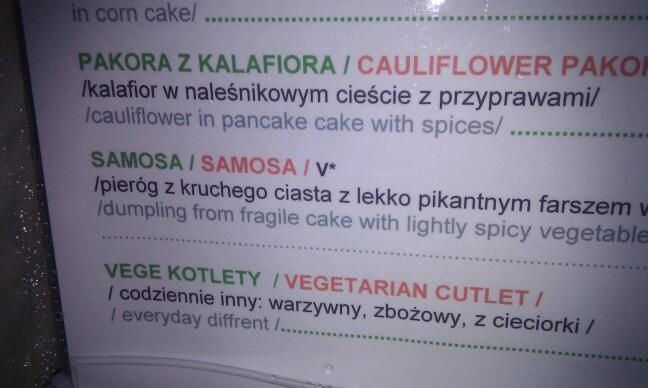 in corn cake/
PAKORA Z KALAFIORA / CAULIFLOWER
/kalafior w naleśnikowym cieście z przyprawami/
/cauliflower in pancake cake with spices/
SAMOSA / SAMOSA / V*
/pieróg z kruchego ciasta z lekko pikantnym farszem
/dumpling from fragile cake with lightly spicy vegetable
VEGE KOTLETY / VEGETARIAN CUTLET /
/ codziennie inny: warzywny, zbożowy, z cieciorki /
/ everyday diffrent /